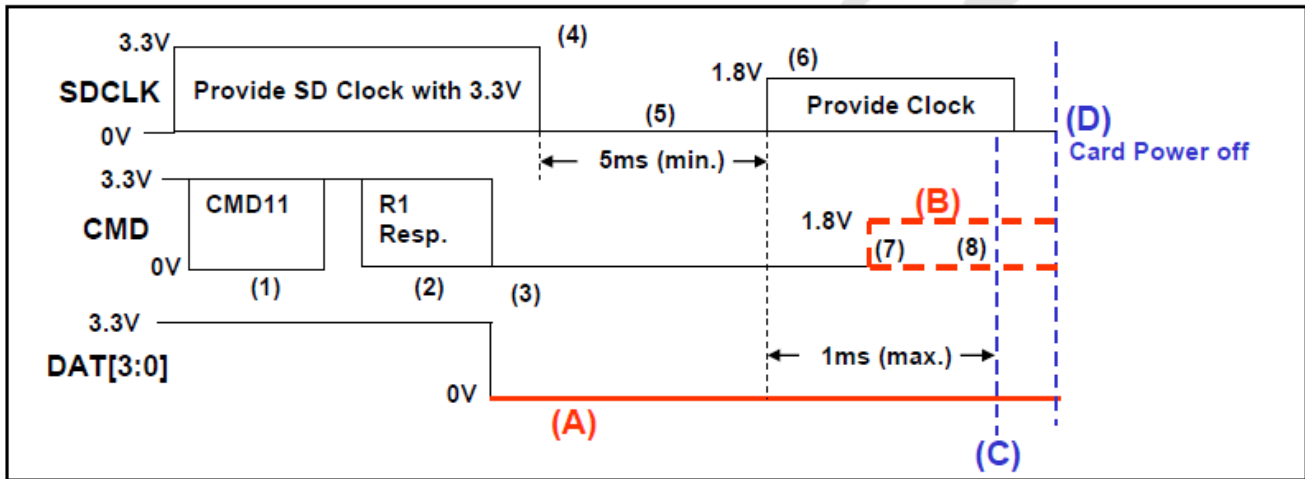 3.3V
(4)
(6)
1.8V
SDCLK
Provide SD Clock with 3.3V
Provide Clock
(5)
(D)
0V
Card Power off
5ms (min.)
3.3V
CMD11
R1
Resp.
(B)
1.8V
CMD
(7)
(8)
0V
(1)
(2)
(3)
3.3V
1ms (max.)
DAT[3:0]
0V
(A)
(C)